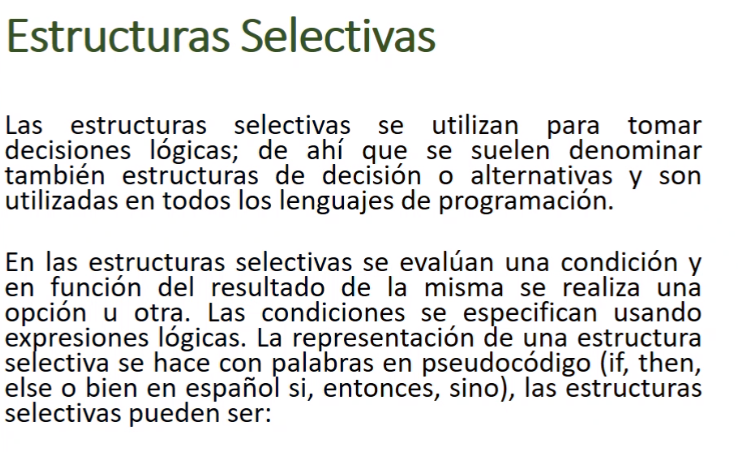 Estructuras Selectivas
Las estructuras selectivas se utilizan para tomar
decisiones lógicas; de ahí que se suelen denominar
también estructuras de decisión o alternativas y son
utilizadas en todos los lenguajes de programación.
En las estructuras selectivas se evalúan una condición y
en función del resultado de la misma se realiza una
opción u otra. Las condiciones se especifican usando
expresiones lógicas. La representación de una estructura
selectiva se hace con palabras en pseudocódigo (if, then,
else o bien en español si, entonces, sino), las estructuras
selectivas pueden ser: